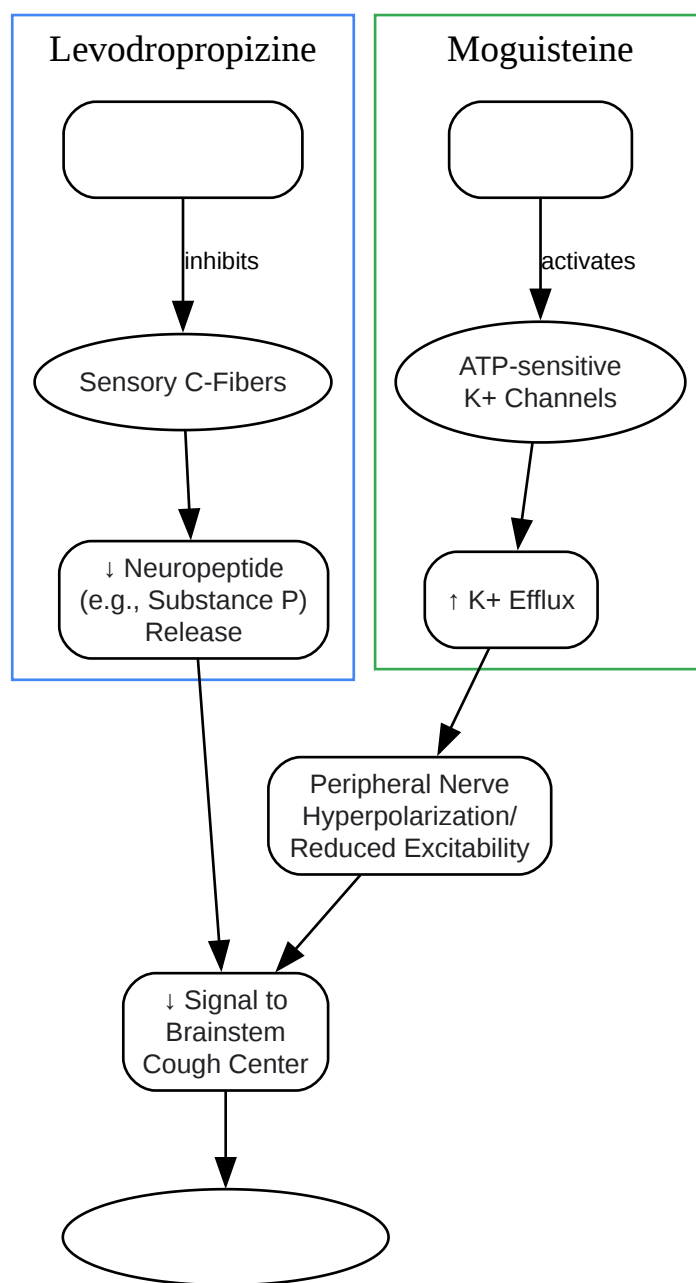 Levodropropizine
inhibits
Sensory C-Fibers
↓ Neuropeptide
(e.g., Substance P)
Release
Moguisteine
activates
ATP-sensitive
K+ Channels
↑ K+ Efflux
Peripheral Nerve
Hyperpolarization/
Reduced Excitability
↓ Signal to
Brainstem
Cough Center